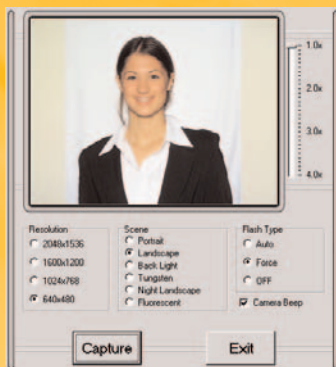 1.0x
2.0x
3.0x
4.0x
Resolution
2048x1536
1600x1200
1024x768
640x480
Scene
Portrait
Landscape
Back Light
Tungsten
Night Landscape
Fluorescent
Flash Type
Auto
Force
OFF
Camera Beep
Capture
Exit